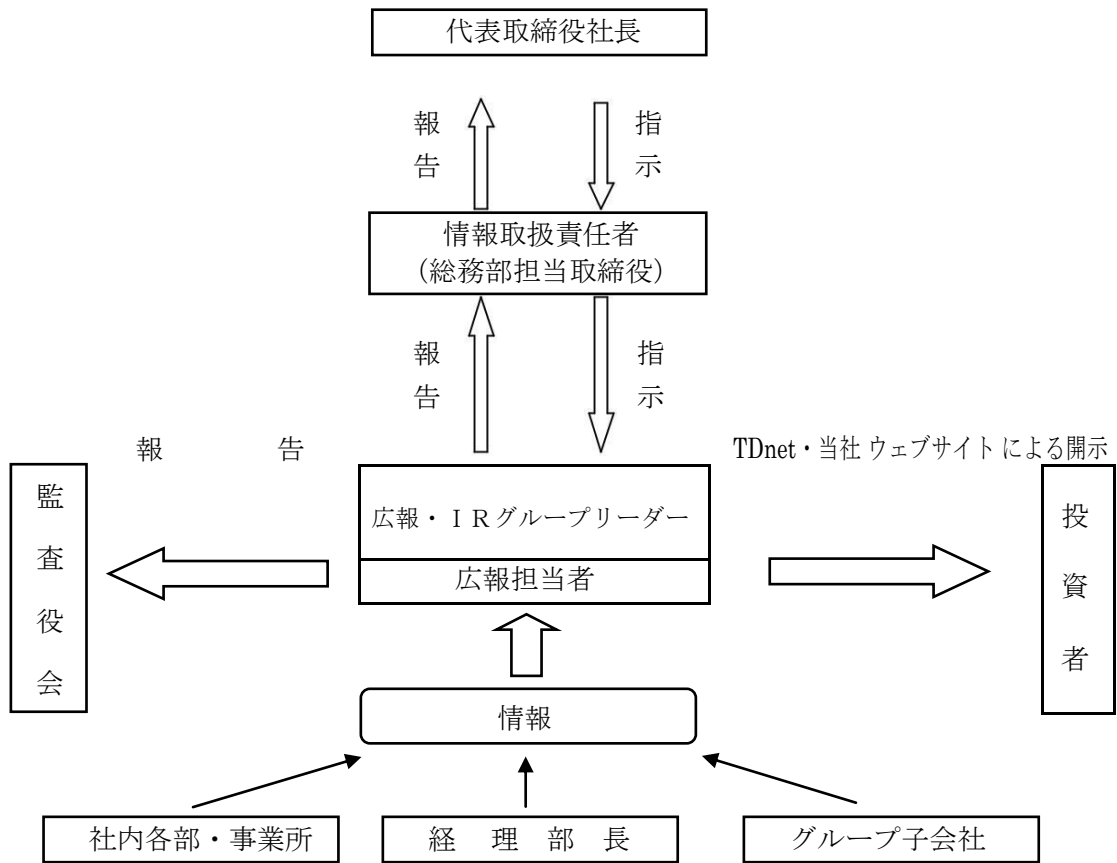 代表取締役社長
報告
指示
情報取扱責任者
（総務部担当取締役）
報告
指示
報 告
TDnet・当社 ウェブサイト による開示
監査役会
広報・ＩＲグループリーダー
広報担当者
投資者
情報
社内各部・事業所
経 理 部 長
グループ子会社